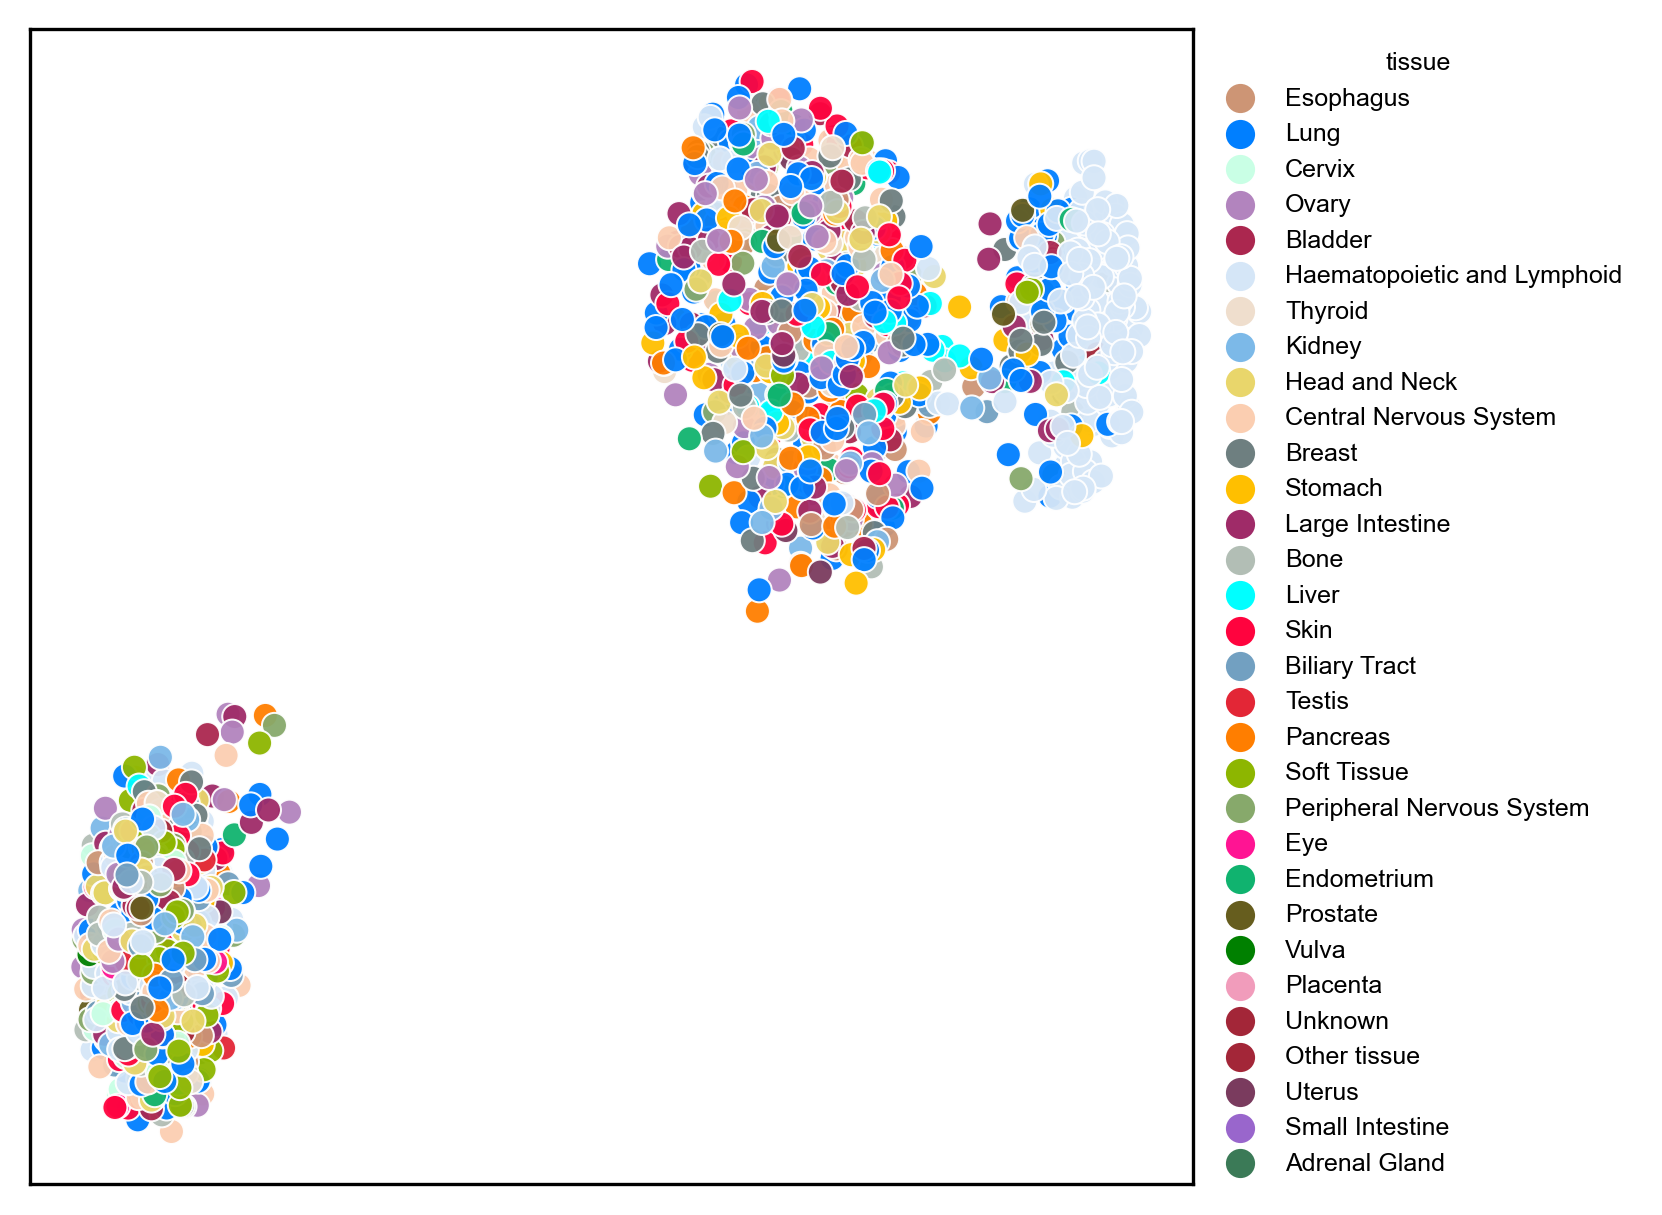 tissue
Esophagus
Lung
Cervix
Ovary
Bladder
Haematopoietic and Lymphoid
Thyroid
Kidney
Head and Neck
Central Nervous System
Breast
Stomach
Large Intestine
Bone
Liver
Skin
Biliary Tract
Testis
Pancreas
Soft Tissue
Peripheral Nervous System
Eye
Endometrium
Prostate
Vulva
Placenta
Unknown
Other tissue
Uterus
Small Intestine
Adrenal Gland